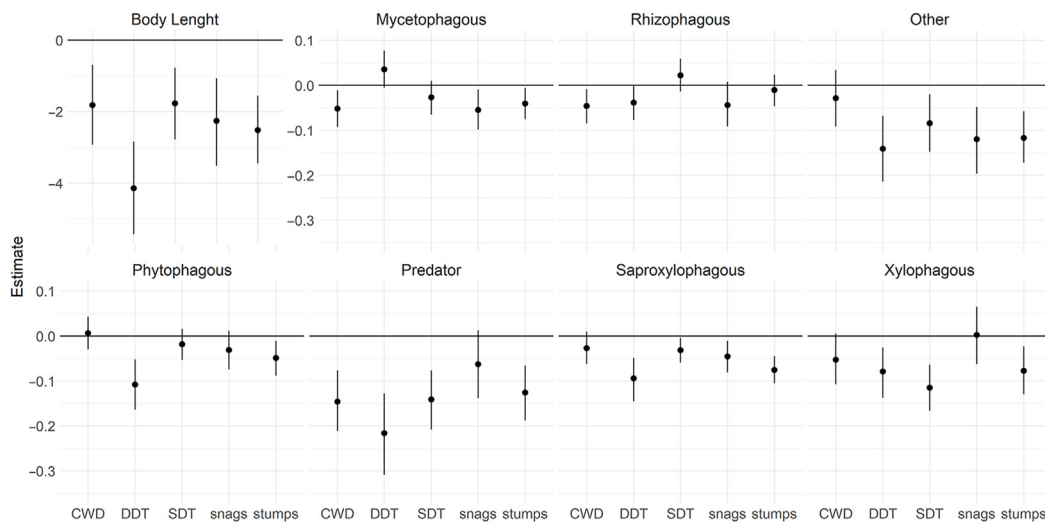 Body Lenght
Mycetophagous
Rhizophagous
Other
0
−2
−4
0.1
0.0
−0.1
−0.2
−0.3
Estimate
Phytophagous
Predator
Saproxylophagous
Xylophagous
0.1
0.0
−0.1
−0.2
−0.3
CWD DDT SDT snags stumps
CWD DDT SDT snags stumps
CWD DDT SDT snags stumps
CWD DDT SDT snags stumps